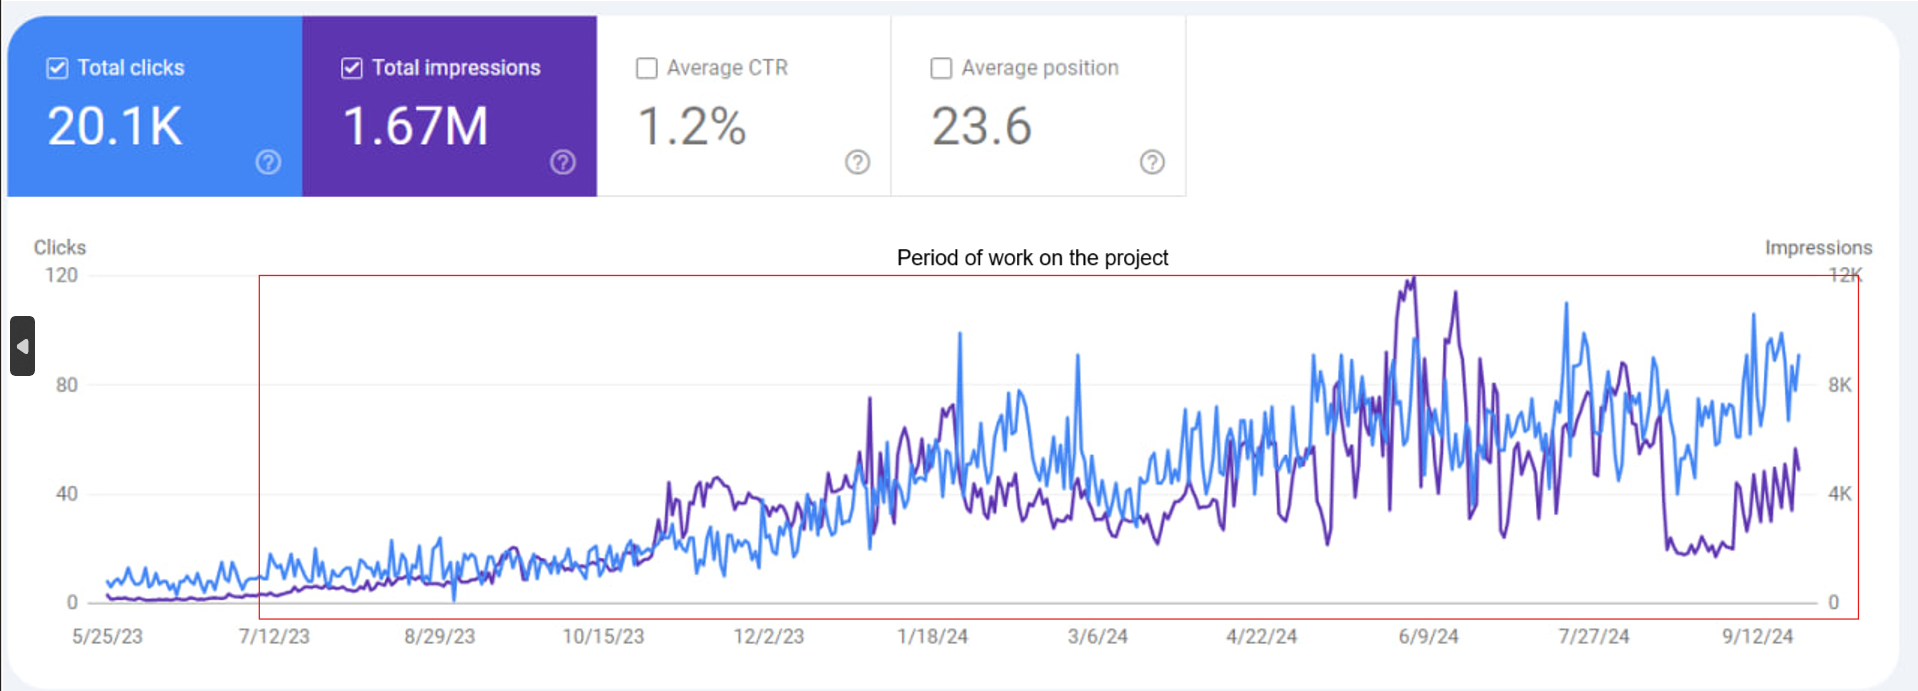 Total clicks
20.1K
Total impressions
1.67M
Average CTR
1.2%
Average position
23.6
Clicks
Period of work on the project
Impressions
120
12K
80
8K
40
4K
0
0
5/25/23 7/12/23 8/29/23 10/15/23 12/2/23 1/18/24 3/6/24 4/22/24 6/9/24 7/27/24 9/12/24